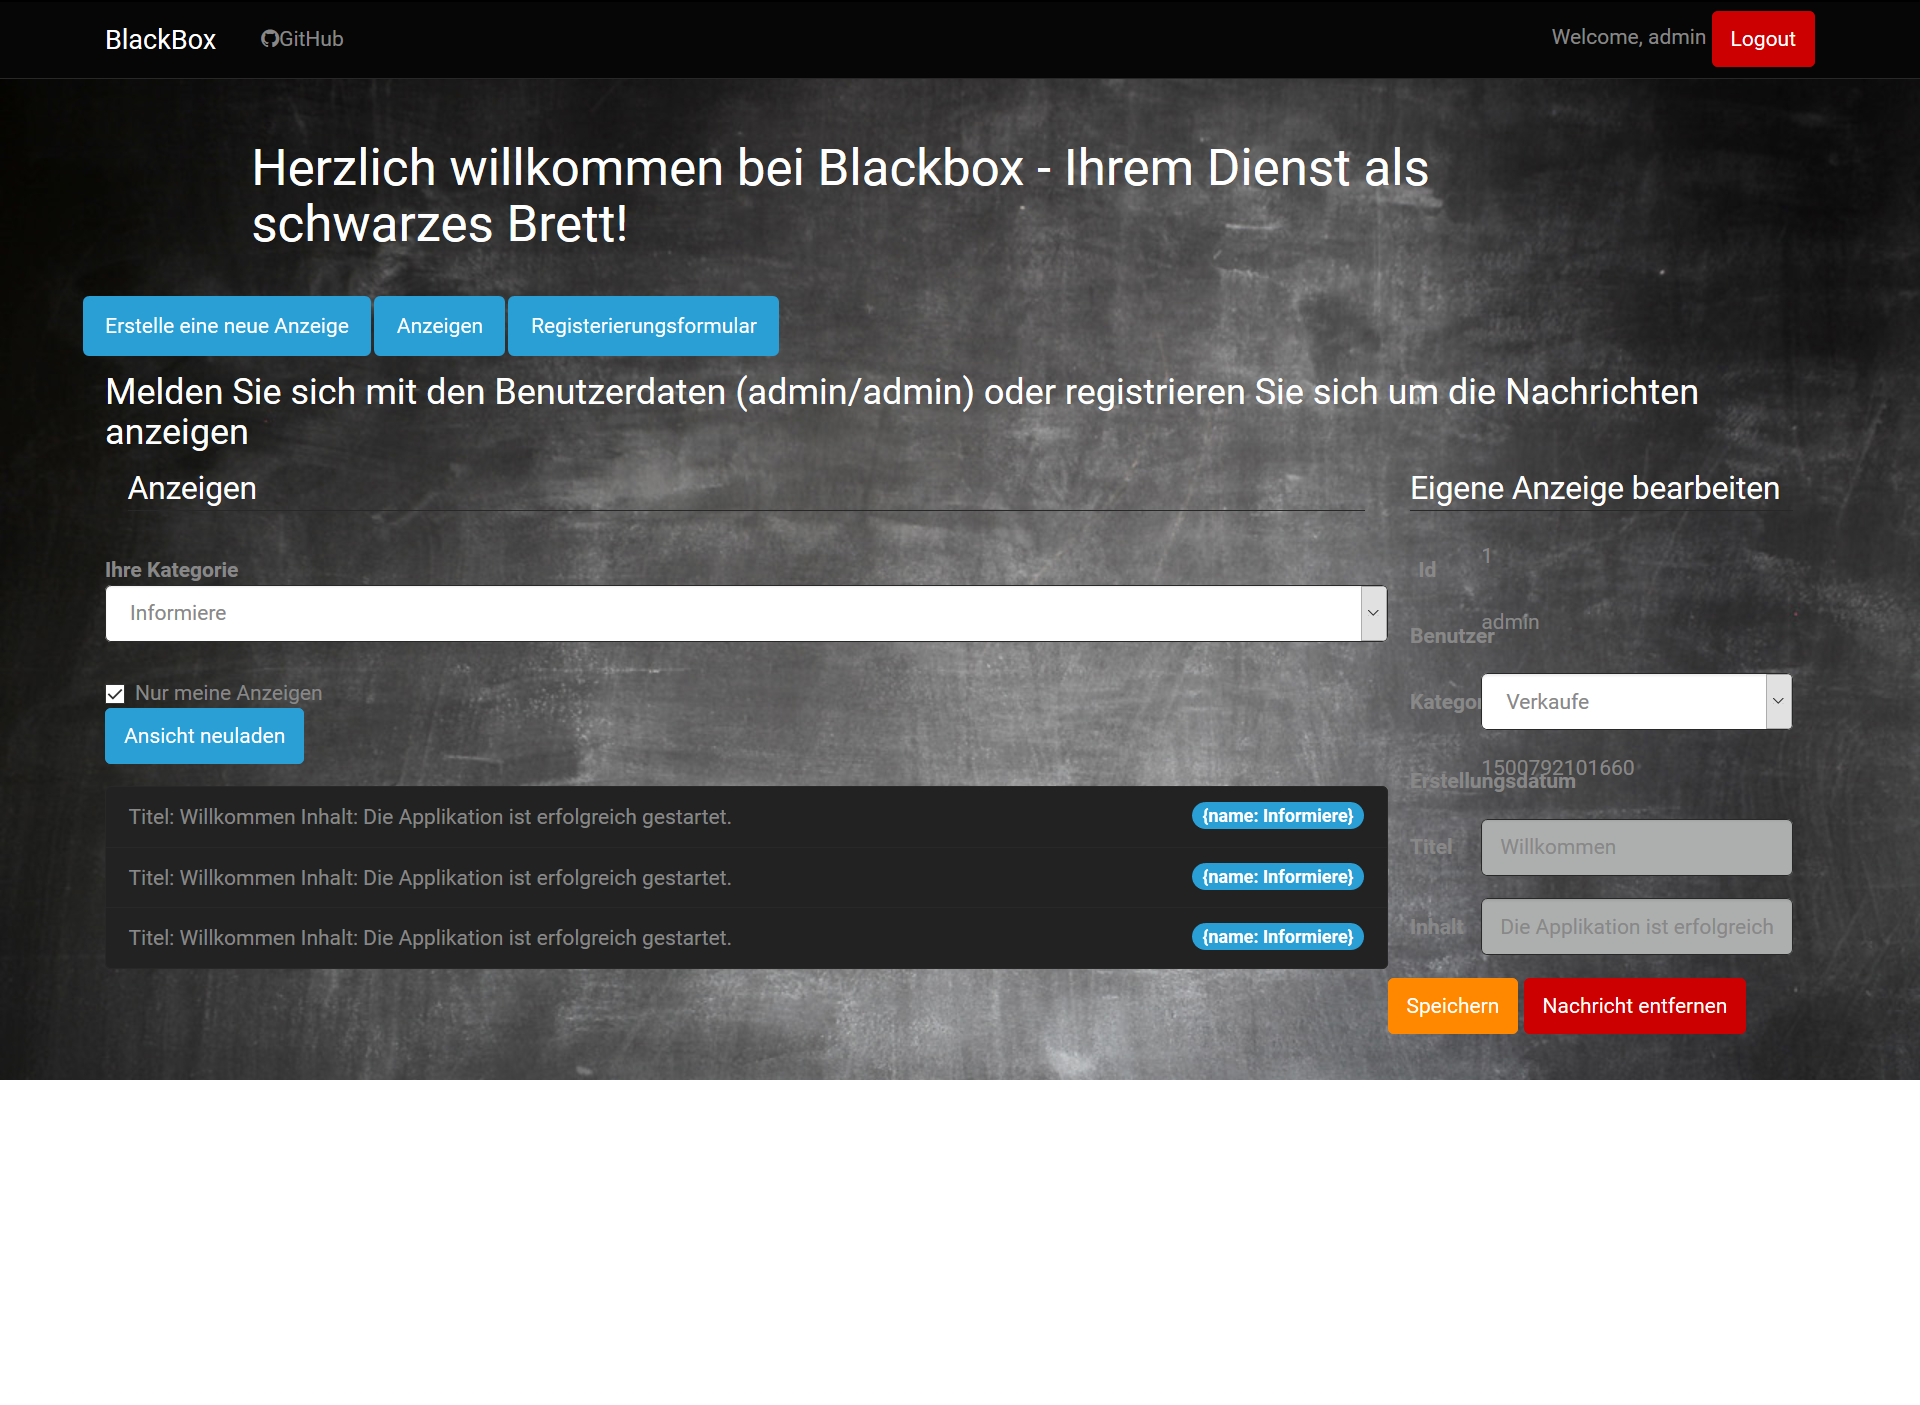 BlackBox GitHub Welcome, admin Logout
Herzlich willkommen bei Blackbox - Ihrem Dienst als
schwarzes Brett!
Erstelle eine neue Anzeige Anzeigen Registerierungsformular
Melden Sie sich mit den Benutzerdaten (admin/admin) oder registrieren Sie sich um die Nachrichten
anzeigen
Anzeigen
Ihre Kategorie
Informiere
Nur meine Anzeigen
Ansicht neuladen
Titel: Willkommen Inhalt: Die Applikation ist erfolgreich gestartet. {name: Informiere}
Titel: Willkommen Inhalt: Die Applikation ist erfolgreich gestartet. {name: Informiere}
Titel: Willkommen Inhalt: Die Applikation ist erfolgreich gestartet. {name: Informiere}
Eigene Anzeige bearbeiten
Id 1
Benutzer admin
Kategor Verkaufe
Erstellungsdatum 1500792101660
Titel Willkommen
Inhalt Die Applikation ist erfolgreich
Speichern Nachricht entfernen